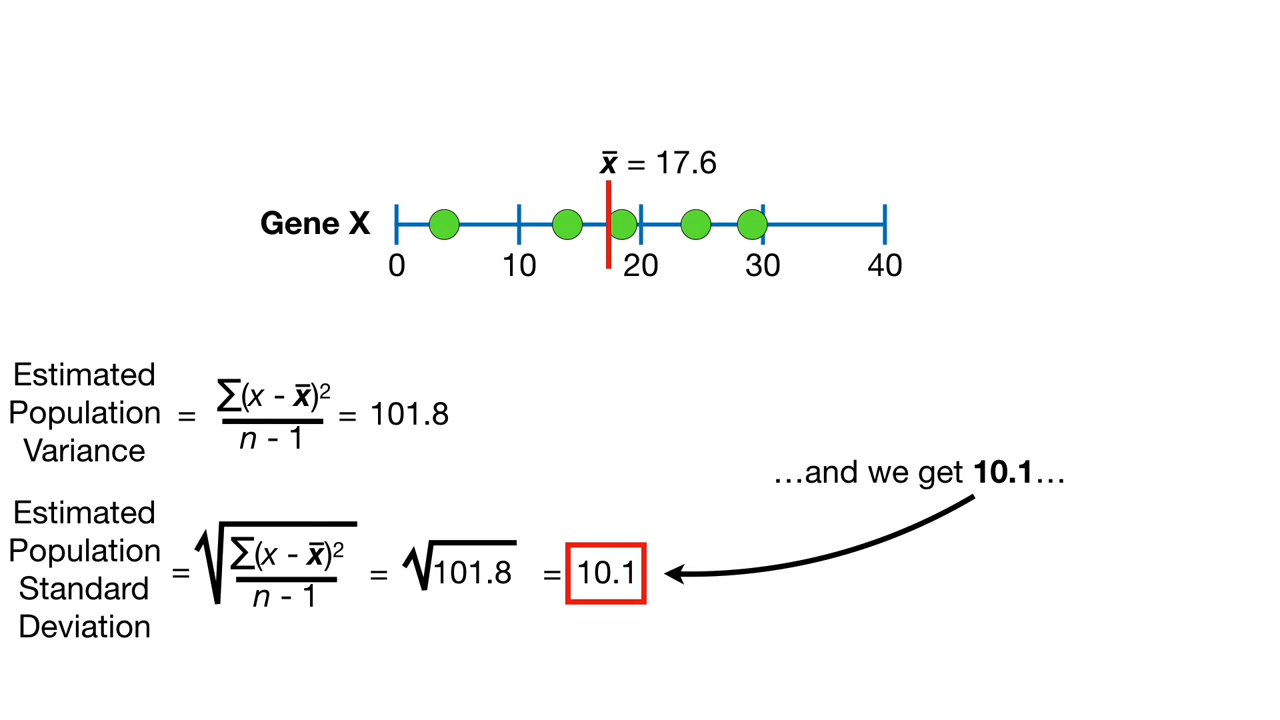 x̄ = 17.6
Gene X
0 10 20 30 40
Estimated
Population
Variance
= ∑(x - x̄)²
n - 1
= 101.8
…and we get 10.1…
Estimated
Population
Standard
Deviation
= √ ∑(x - x̄)²
n - 1
= √101.8 = 10.1